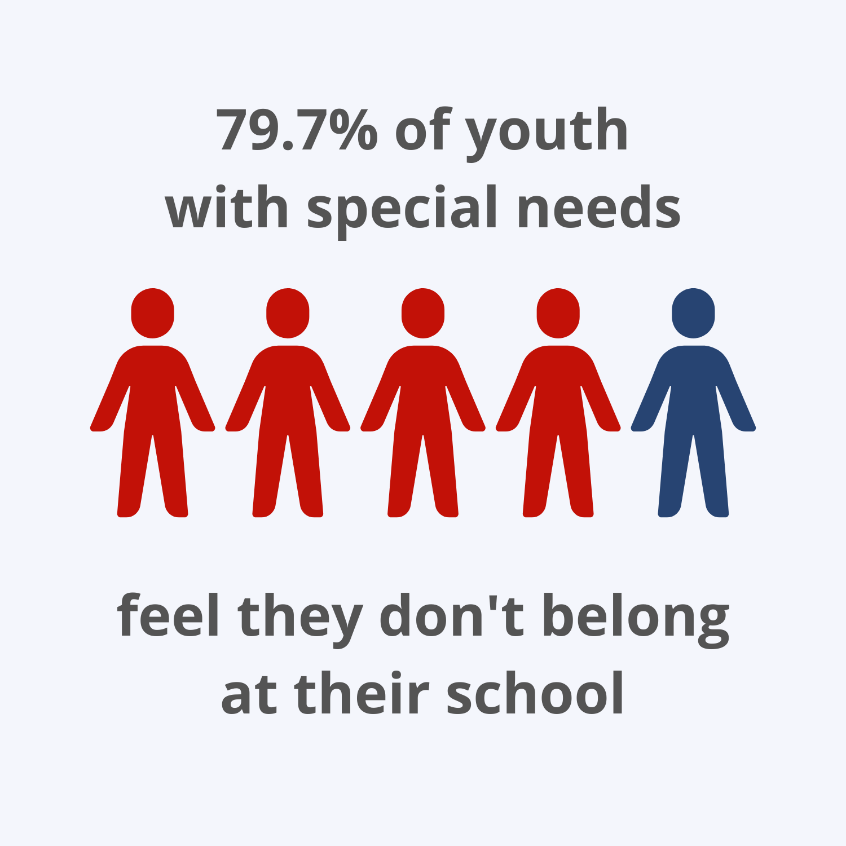 79.7% of youth
with special needs
feel they don't belong
at their school